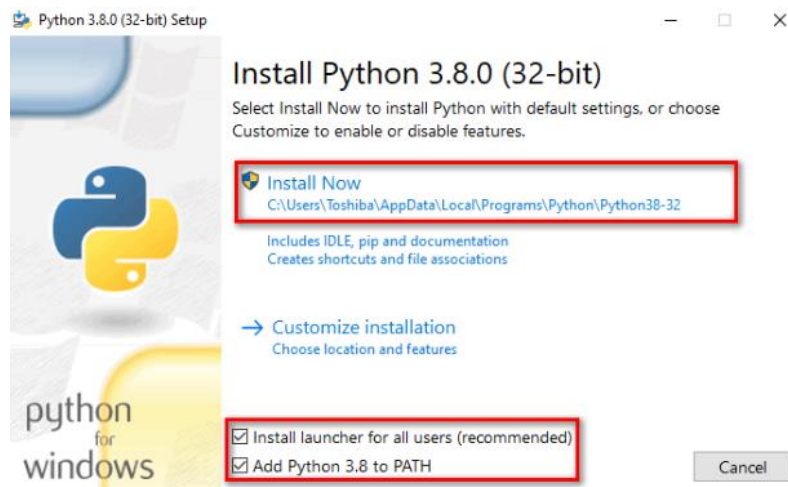 Python 3.8.0 (32-bit) Setup
Install Python 3.8.0 (32-bit)
Select Install Now to install Python with default settings, or choose
Customize to enable or disable features.
Install Now
C:\Users\Toshiba\AppData\Local\Programs\Python\Python38-32
Includes IDLE, pip and documentation
Creates shortcuts and file associations
Customize installation
Choose location and features
python
for
windows
Install launcher for all users (recommended)
Add Python 3.8 to PATH
Cancel